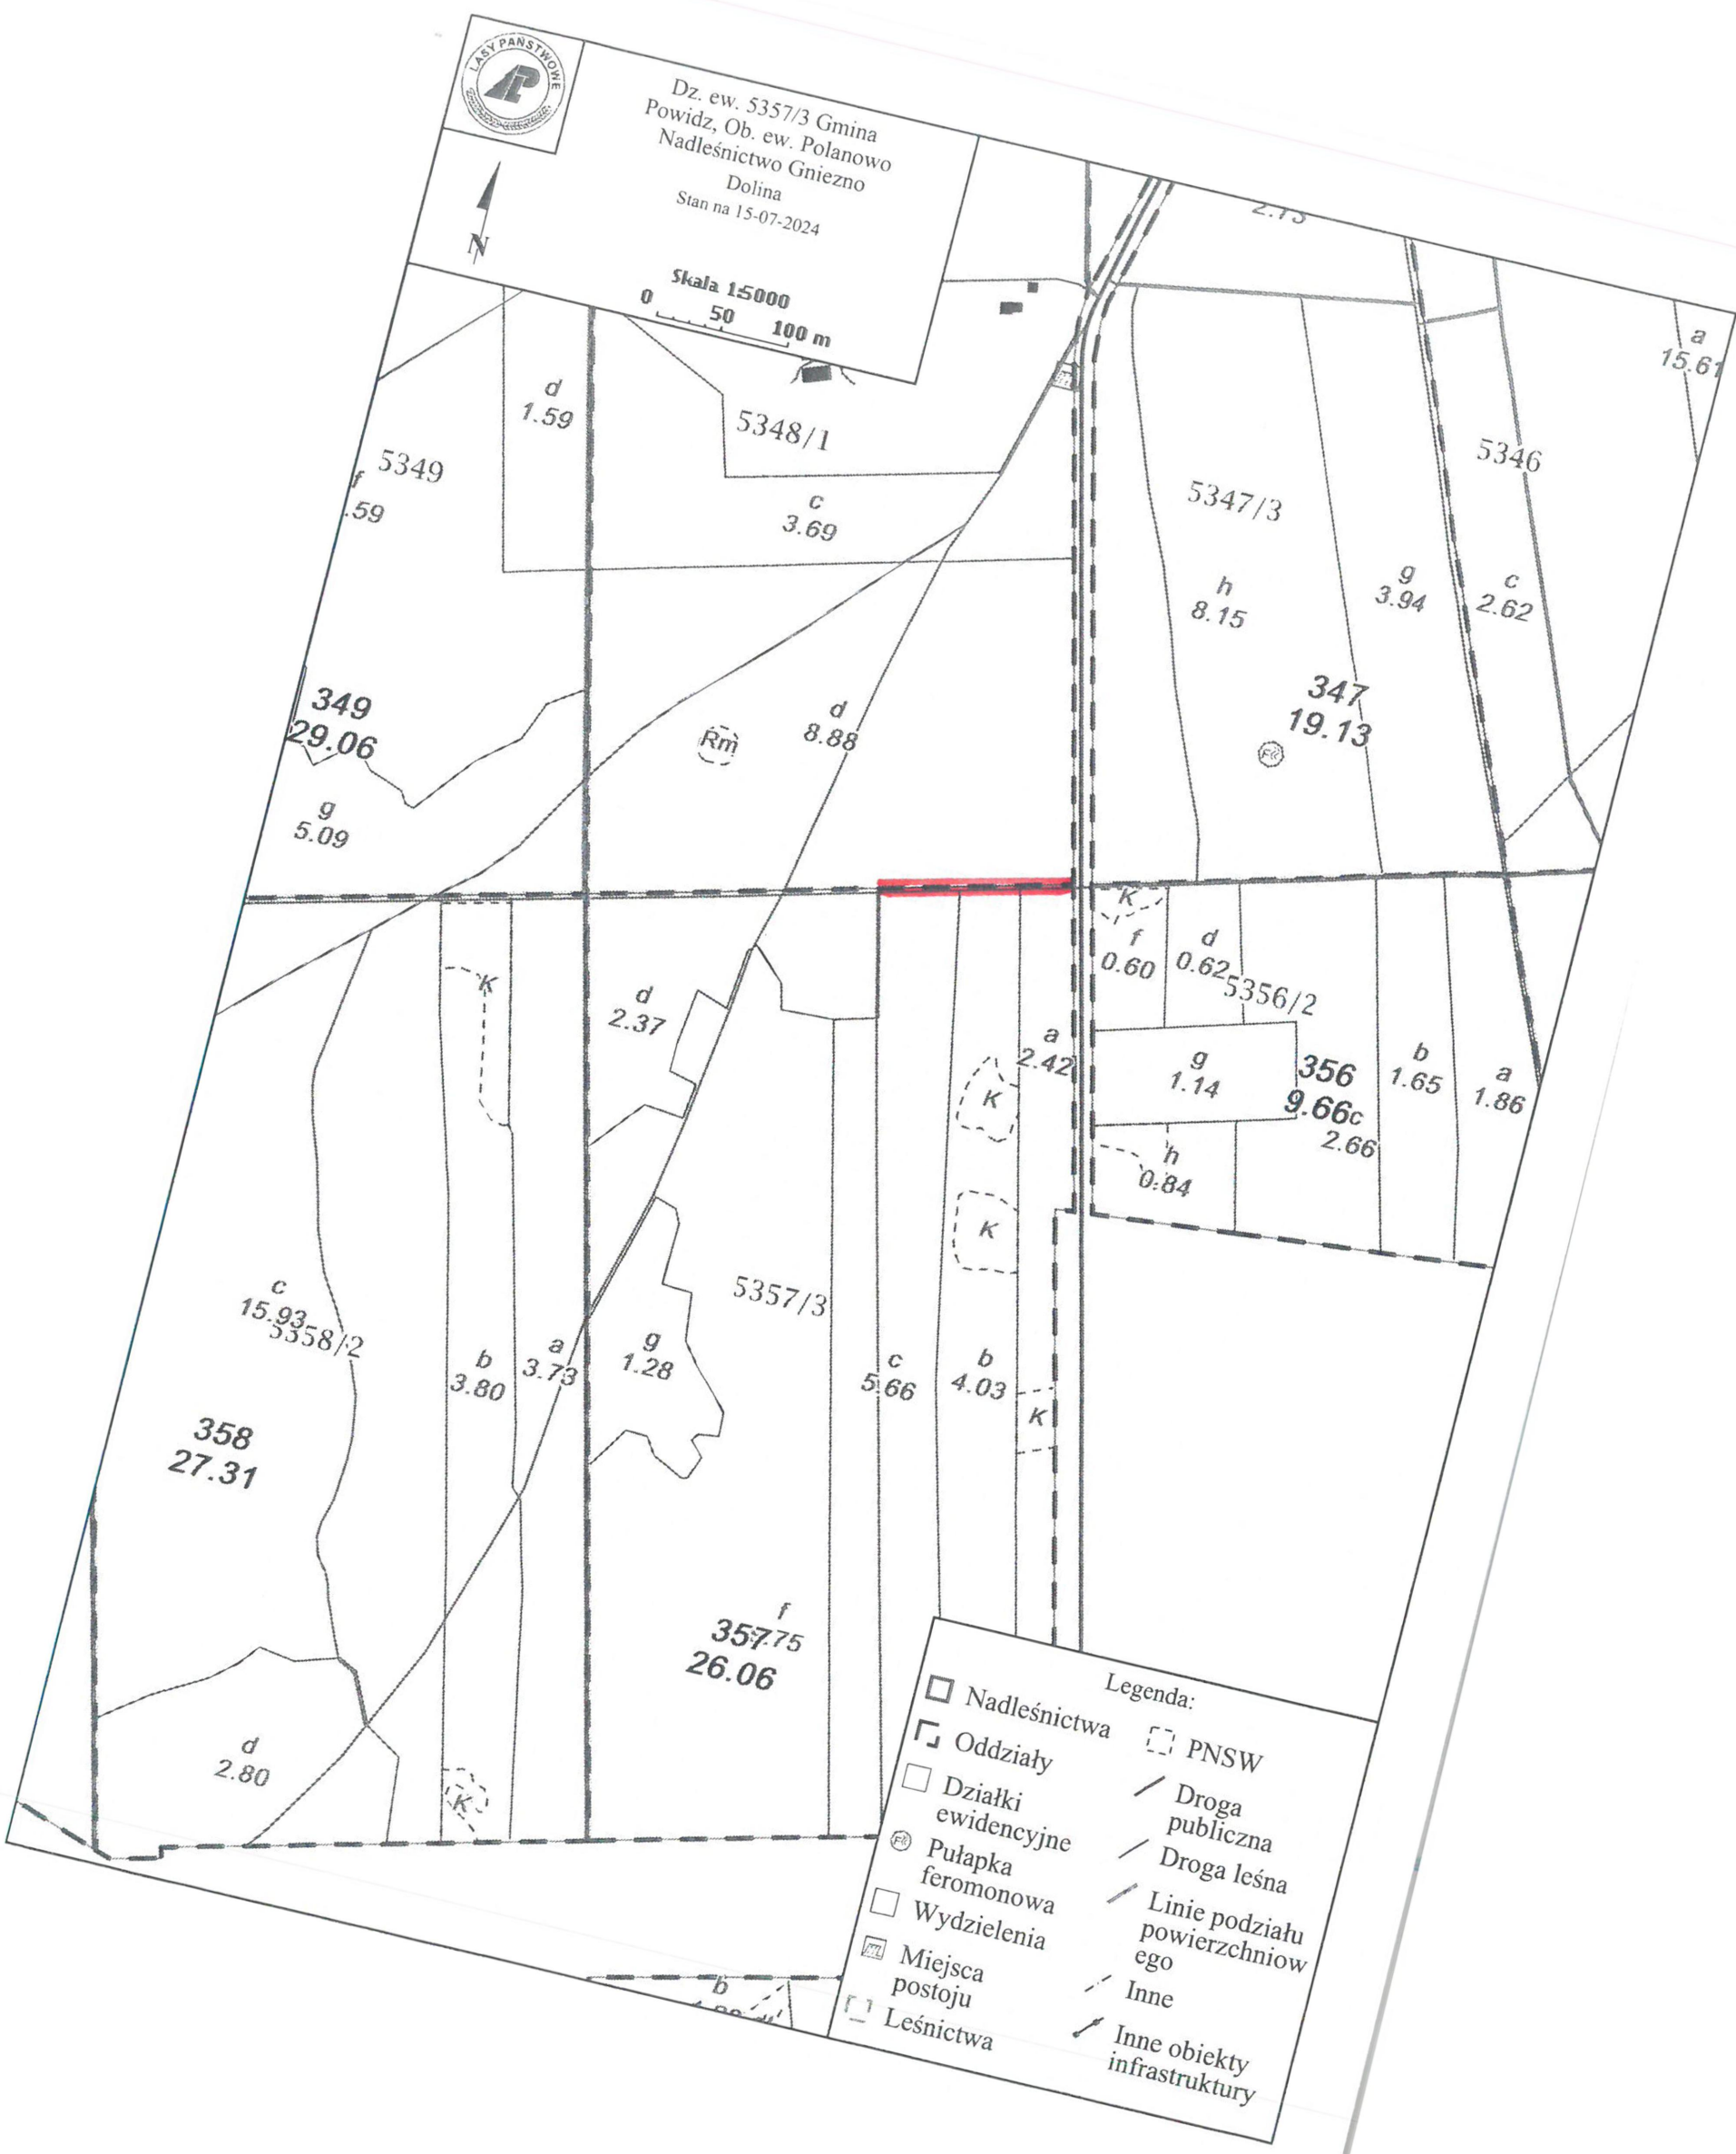 LASY PAŃSTWOWE
Dz. ew. 5357/3 Gmina
Powidz, Ob. ew. Polanowo
Nadleśnictwo Gniezno
Dolina
Stan na 15-07-2024
N
Skala 1:5000
0 50 100 m
2.73
a
15.61
d
1.59
5348/1
5349
f
.59
c
3.69
5346
5347/3
h
8.15
g
3.94
c
2.62
349
29.06
d
8.88
Rm
347
19.13
g
5.09
K
f
0.60
d
0.62
5356/2
K
d
2.37
a
2.42
K
g
1.14
356
9.66
c
2.66
b
1.65
a
1.86
h
0.84
K
c
15.93
5358/2
5357/3
b
3.80
a
3.73
g
1.28
c
5.66
b
4.03
K
358
27.31
f
357
.75
26.06
d
2.80
K
b
Legenda:
Nadleśnictwa
Oddziały
Działki
ewidencyjne
Pułapka
feromonowa
Wydzielenia
Miejsca
postoju
Leśnictwa
PNSW
Droga
publiczna
Droga leśna
Linie podziału
powierzchniow
ego
Inne
Inne obiekty
infrastruktury